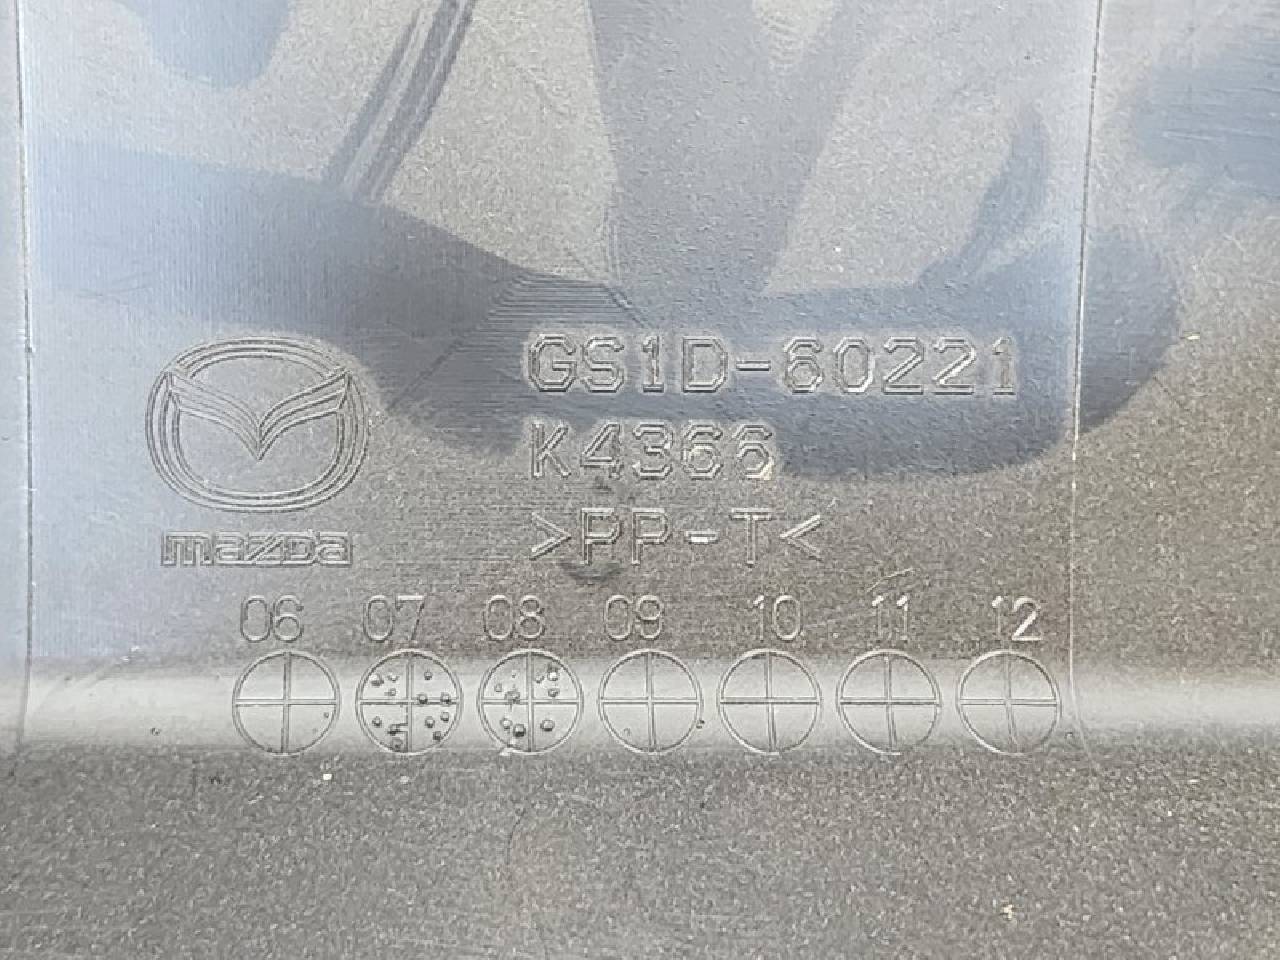 GS1D-60221
K4366
>PP-T<
mazda
06 07 08 09 10 11 12